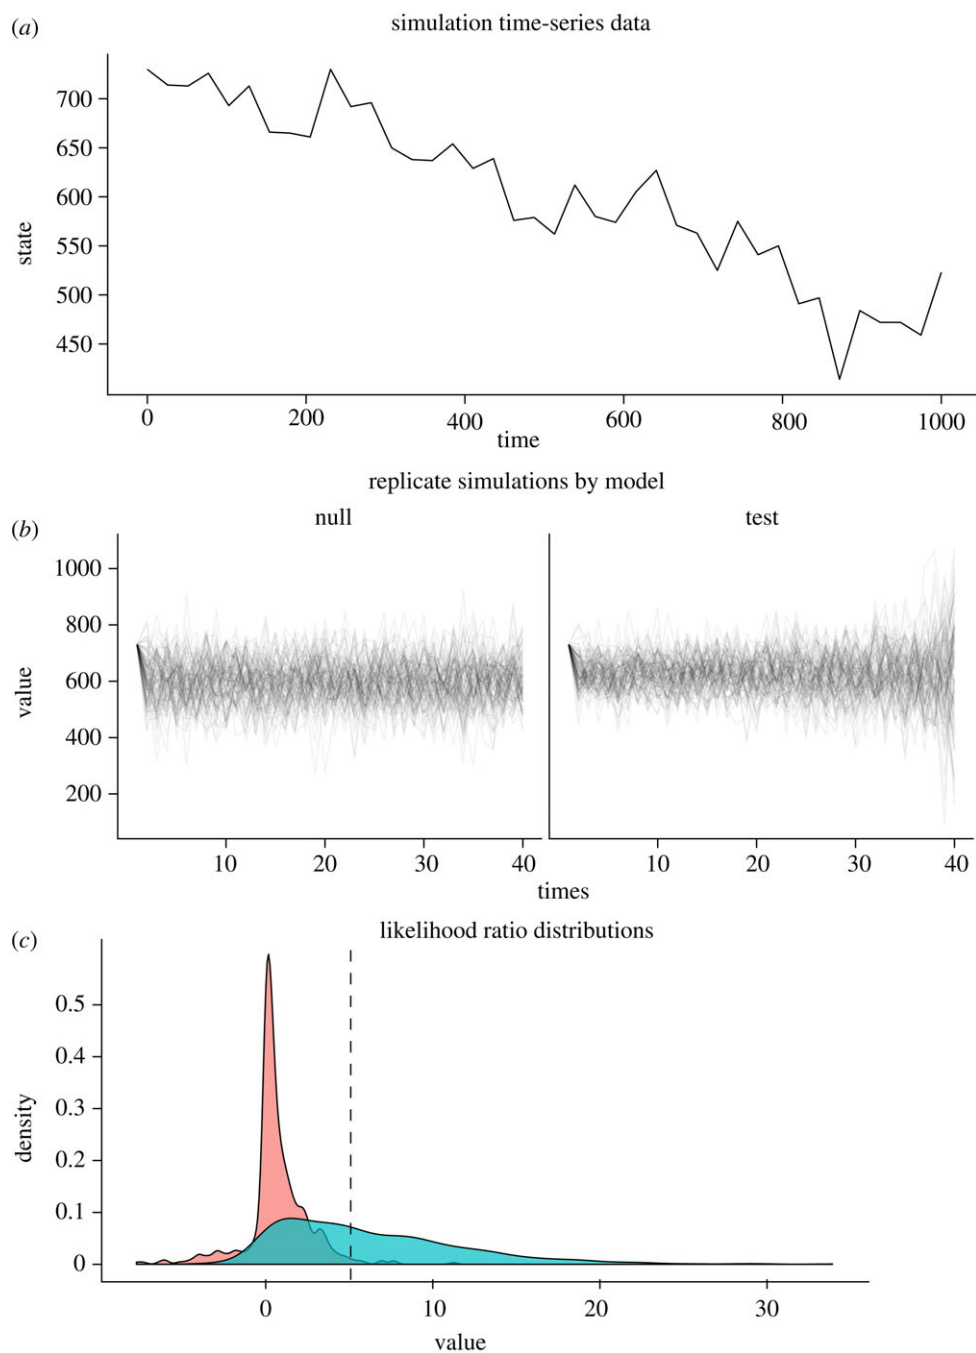 (a)
simulation time-series data
700
650
600
550
500
450
state
0 200 400 600 800 1000
time
replicate simulations by model
(b)
null test
1000
800
600
400
200
value
10 20 30 40 10 20 30 40
times
(c)
likelihood ratio distributions
0.5
0.4
0.3
0.2
0.1
0
density
0 10 20 30
value